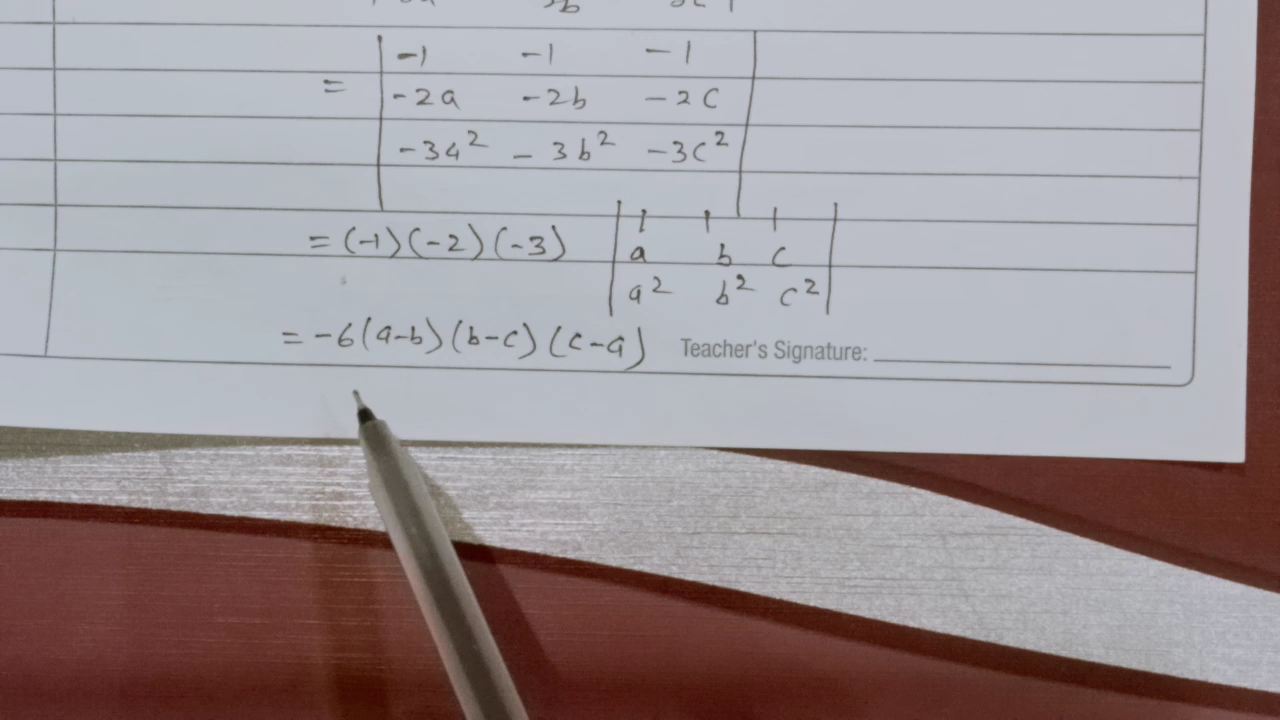 = | -1 -1 -1 |
| -2a -2b -2c |
| -3a² -3b² -3c² |
= (-1)(-2)(-3) | 1 1 1 |
| a b c |
| a² b² c² |
= -6(a-b)(b-c)(c-a) Teacher's Signature: